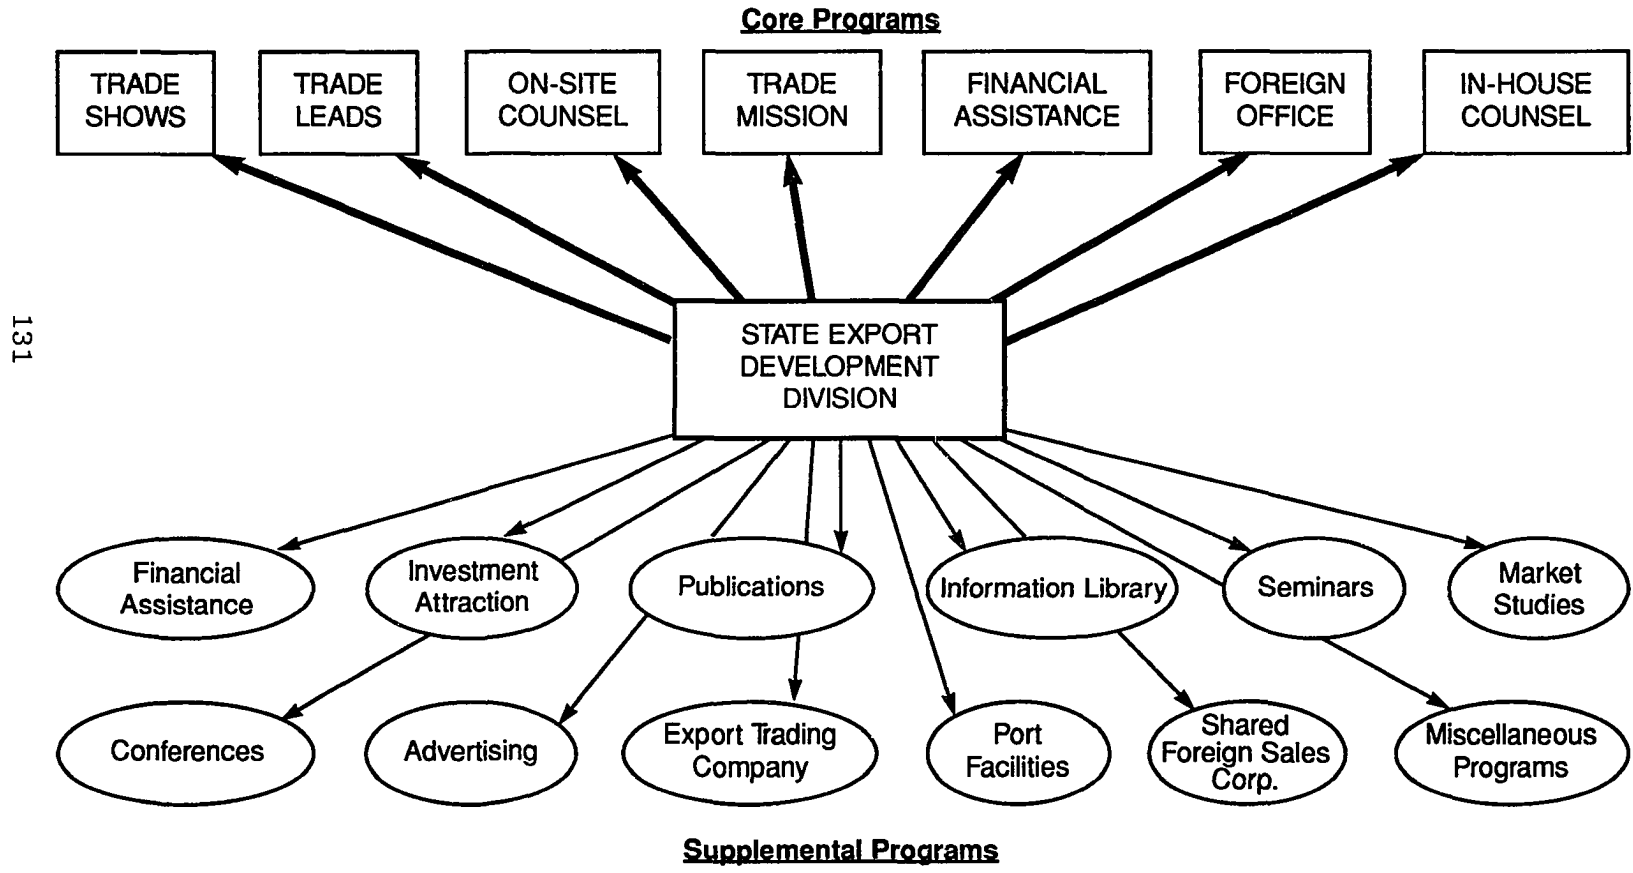 Core Programs
TRADE
SHOWS
TRADE
LEADS
ON-SITE
COUNSEL
TRADE
MISSION
FINANCIAL
ASSISTANCE
FOREIGN
OFFICE
IN-HOUSE
COUNSEL
131
STATE EXPORT
DEVELOPMENT
DIVISION
Financial
Assistance
Investment
Attraction
Publications
Information Library
Seminars
Market
Studies
Conferences
Advertising
Export Trading
Company
Port
Facilities
Shared
Foreign Sales
Corp.
Miscellaneous
Programs
Supplemental Programs